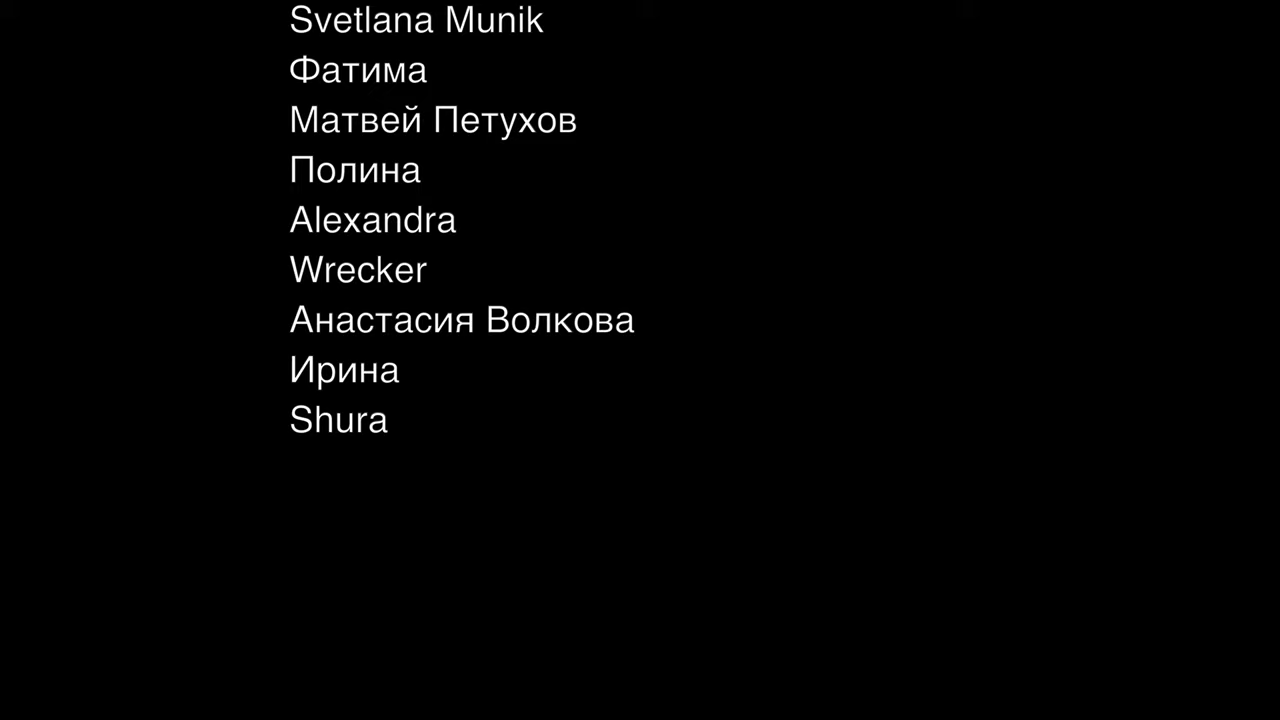 Svetlana Munik
Фатима
Матвей Петухов
Полина
Alexandra
Wrecker
Анастасия Волкова
Ирина
Shura